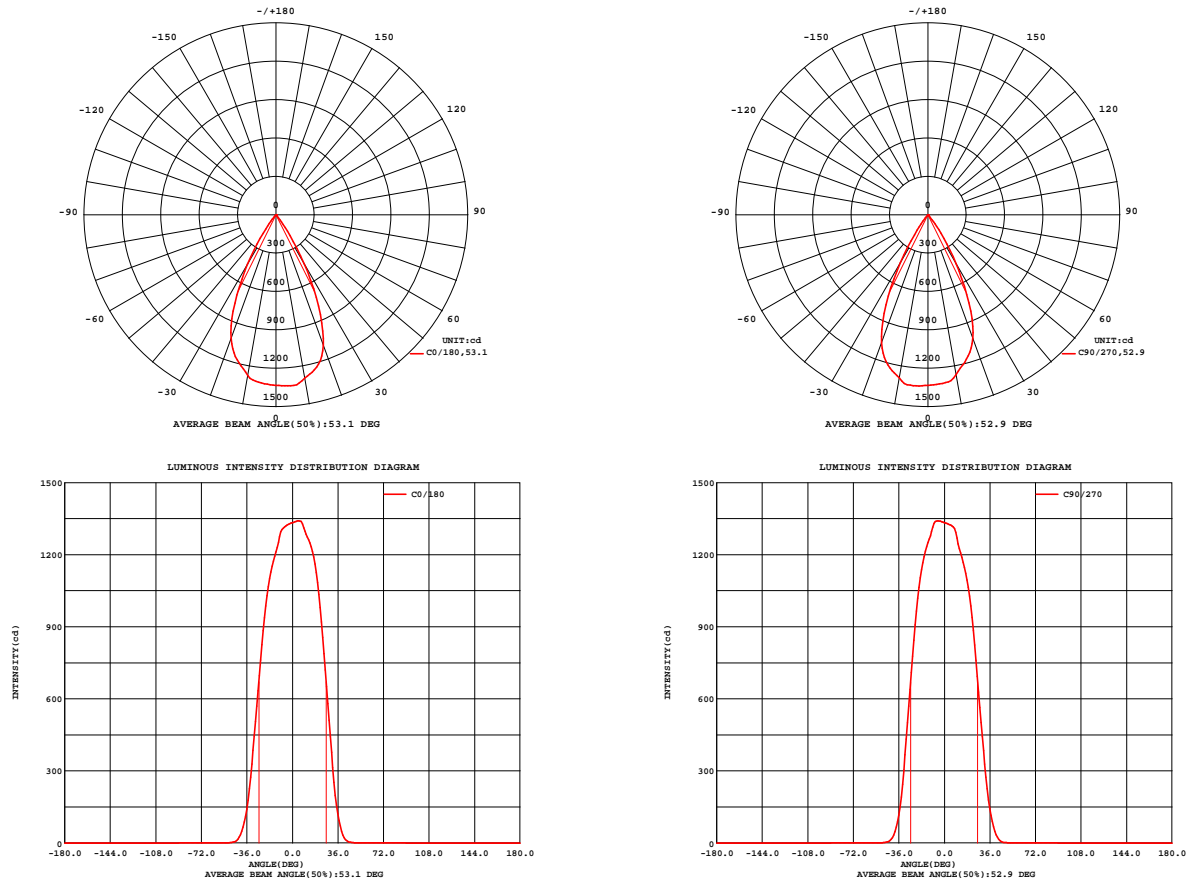 -/+180
-150 150
-120 120
-90 90
0
300
600
900
1200
1500
-60 60
-30 30
0
UNIT:cd
C0/180,53.1
AVERAGE BEAM ANGLE(50%):53.1 DEG
-/+180
-150 150
-120 120
-90 90
0
300
600
900
1200
1500
-60 60
-30 30
0
UNIT:cd
C90/270,52.9
AVERAGE BEAM ANGLE(50%):52.9 DEG
LUMINOUS INTENSITY DISTRIBUTION DIAGRAM
C0/180
1500
1200
900
600
300
0
INTENSITY(cd)
-180.0 -144.0 -108.0 -72.0 -36.0 0.0 36.0 72.0 108.0 144.0 180.0
ANGLE(DEG)
AVERAGE BEAM ANGLE(50%):53.1 DEG
LUMINOUS INTENSITY DISTRIBUTION DIAGRAM
C90/270
1500
1200
900
600
300
0
INTENSITY(cd)
-180.0 -144.0 -108.0 -72.0 -36.0 0.0 36.0 72.0 108.0 144.0 180.0
ANGLE(DEG)
AVERAGE BEAM ANGLE(50%):52.9 DEG